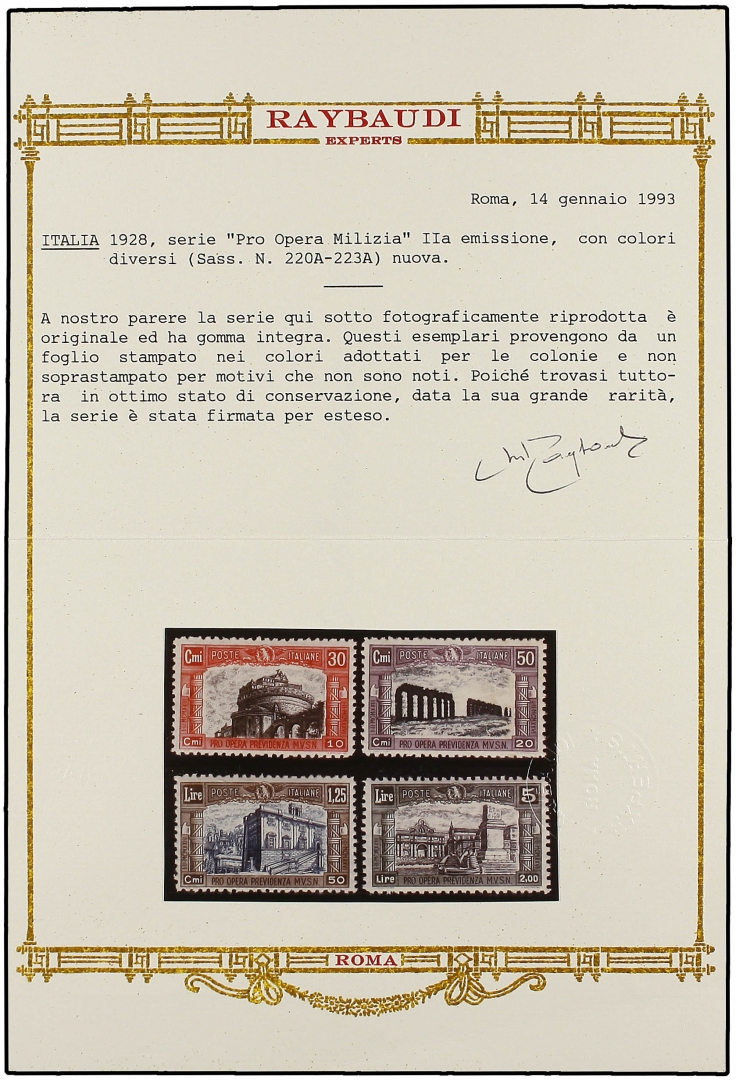 RAYBAUDI
EXPERTS
Roma, 14 gennaio 1993
ITALIA 1928, serie "Pro Opera Milizia" IIa emissione, con colori
diversi (Sass. N. 220A-223A) nuova.
A nostro parere la serie qui sotto fotograficamente riprodotta è
originale ed ha gomma integra. Questi esemplari provengono da un
foglio stampato nei colori adottati per le colonie e non
soprastampato per motivi che non sono noti. Poiché trovasi tutto-
ra in ottimo stato di conservazione, data la sua grande rarità,
la serie è stata firmata per esteso.
Cmi POSTE ITALIANE 30
Cmi PRO OPERA PREVIDENZA M.V.S.N 10
Cmi POSTE ITALIANE 50
Cmi PRO OPERA PREVIDENZA M.V.S.N 20
Lire POSTE ITALIANE 1,25
Cmi PRO OPERA PREVIDENZA M.V.S.N 50
Lire POSTE ITALIANE 5
Lire PRO OPERA PREVIDENZA M.V.S.N 2.00
ROMA
ROMA